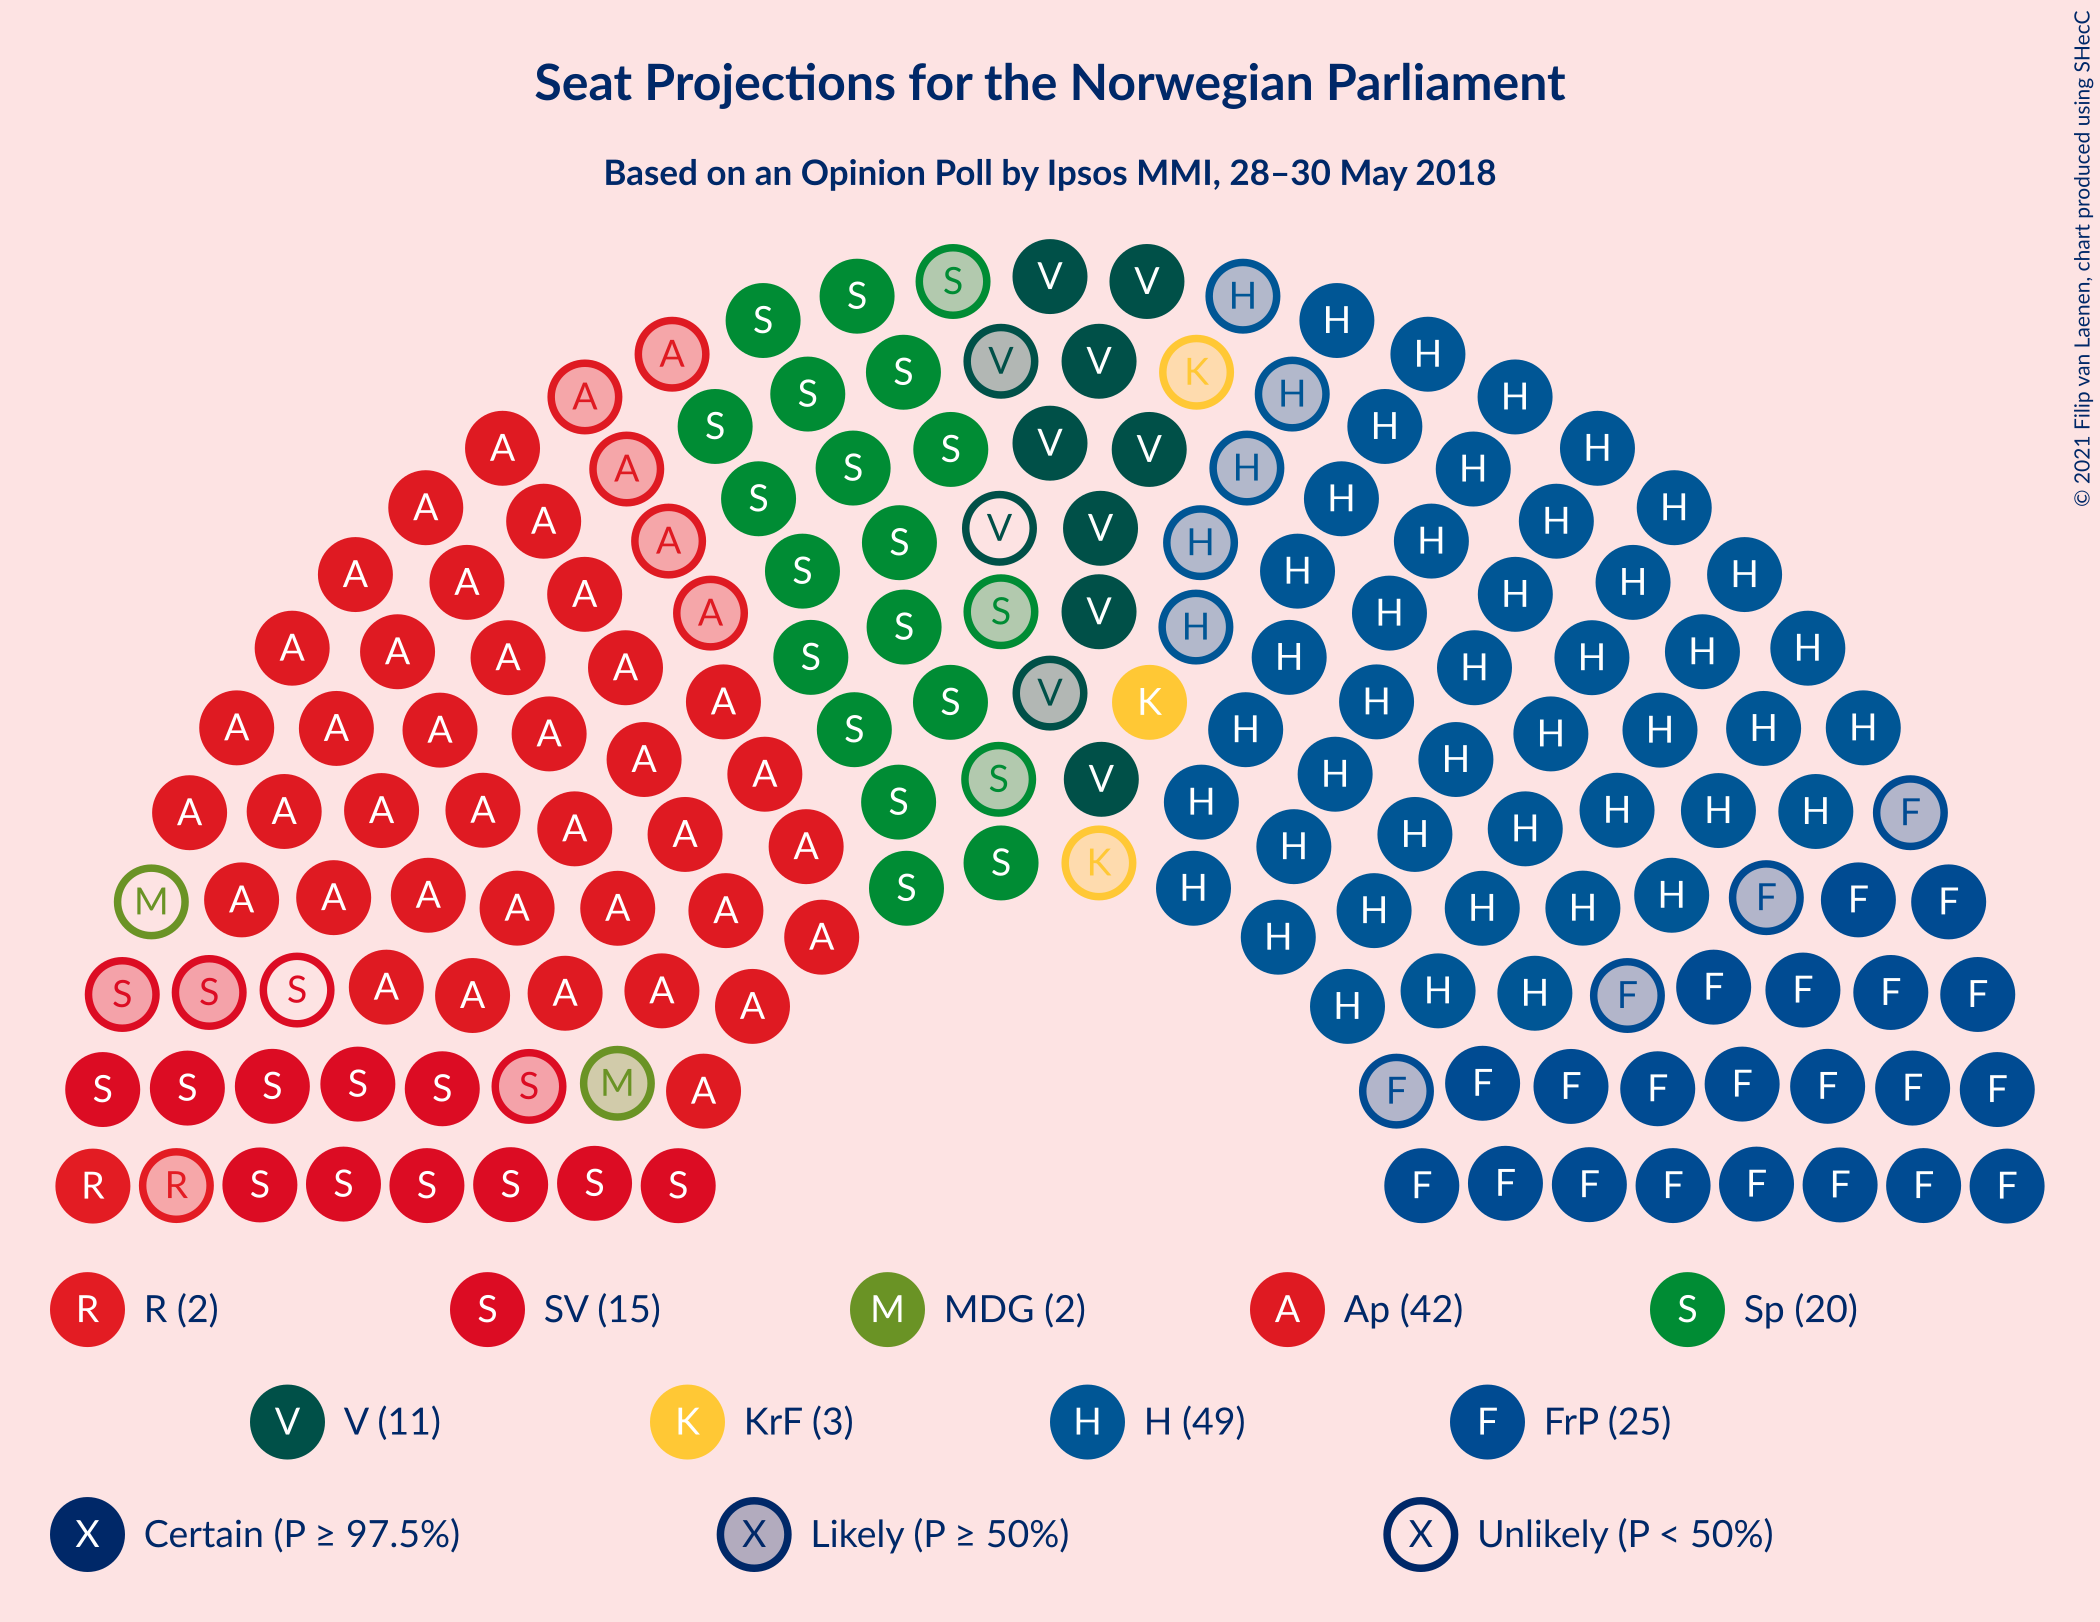 Seat Projections for the Norwegian Parliament
Based on an Opinion Poll by Ipsos MMI, 28–30 May 2018
© 2021 Filip van Laenen, chart produced using SHecC
S S S V V H H
A A S S S V V K H H H H
A A A S S S S V V H H H H H H
A A A A S S S V V H H H H H H H
A A A A A S S S V H H H H H H H
A A A A A A S S V K H H H H H H H
A A A A A A A S S V H H H H H H H F
M A A A A A A A S S K H H H H H H F F F
S S S A A A A A H H H F F F F F
S S S S S S M A F F F F F F F F
R R S S S S S S F F F F F F F F
R R (2) S SV (15) M MDG (2) A Ap (42) S Sp (20)
V V (11) K KrF (3) H H (49) F FrP (25)
X Certain (P ≥ 97.5%) X Likely (P ≥ 50%) X Unlikely (P < 50%)